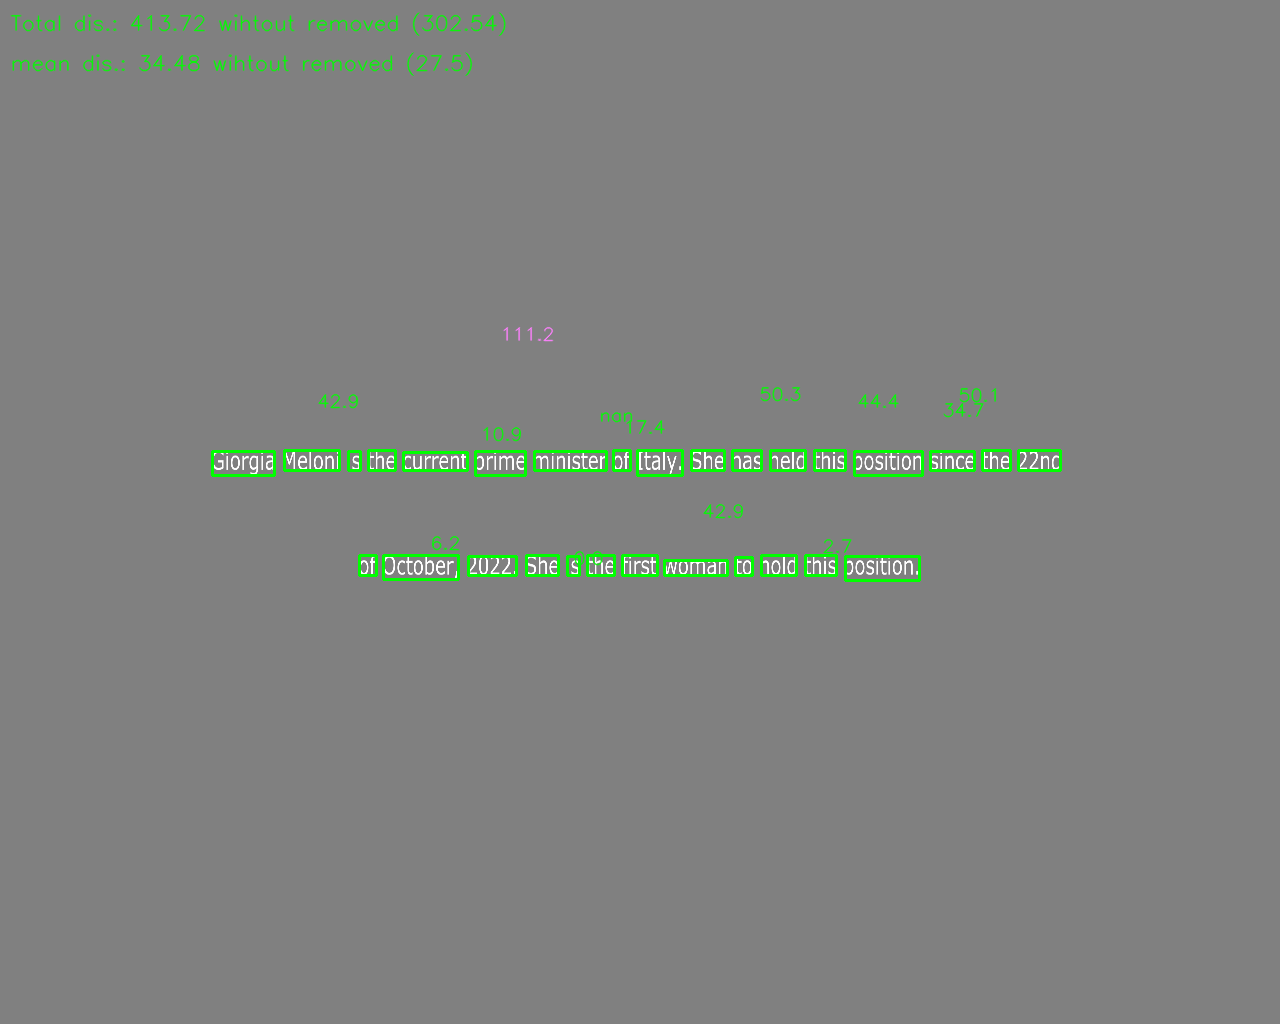 Total dis.: 413.72 wihtout removed (302.54)
mean dis.: 34.48 wihtout removed (27.5)
111.2
42.9 50.3 44.4 50.1
34.7
10.9 nan 17.4
Giorgia Meloni is the current prime minister of Italy. She has held this position since the 22nd
42.9
6.2 2.7
of October, 2022. She is the first woman to hold this position.